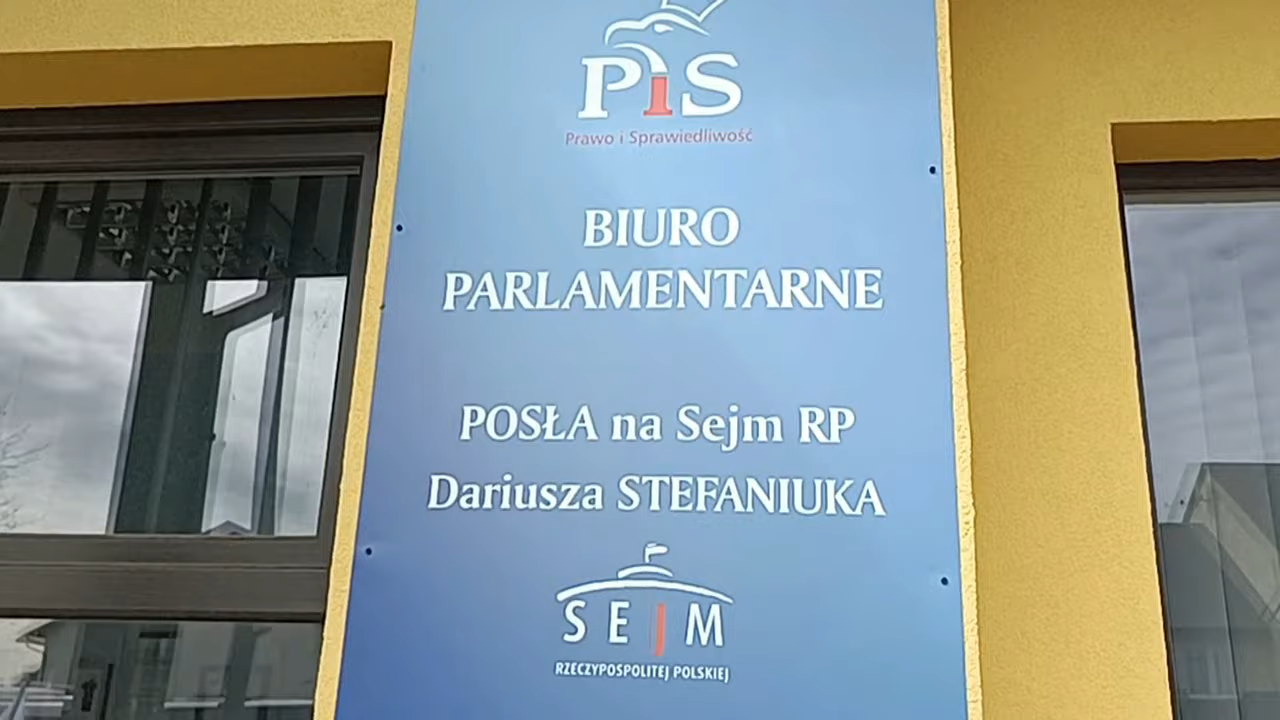 PiS
Prawo i Sprawiedliwość
BIURO
PARLAMENTARNE
POSŁA na Sejm RP
Dariusza STEFANIUKA
SEJM
RZECZYPOSPOLITEJ POLSKIEJ